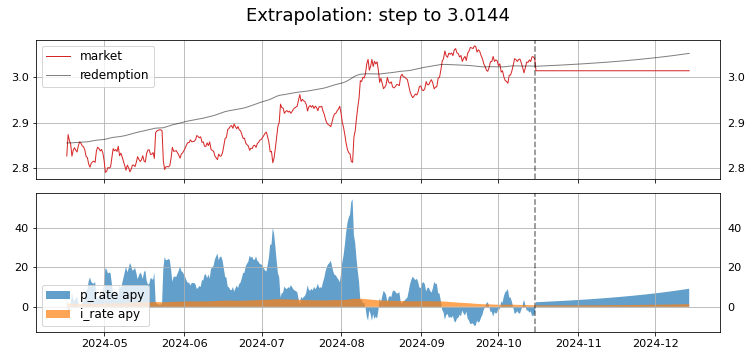 Extrapolation: step to 3.0144
market
redemption
3.0 3.0
2.9 2.9
2.8 2.8
40 40
20 20
0 0
p_rate apy
i_rate apy
2024-05 2024-06 2024-07 2024-08 2024-09 2024-10 2024-11 2024-12